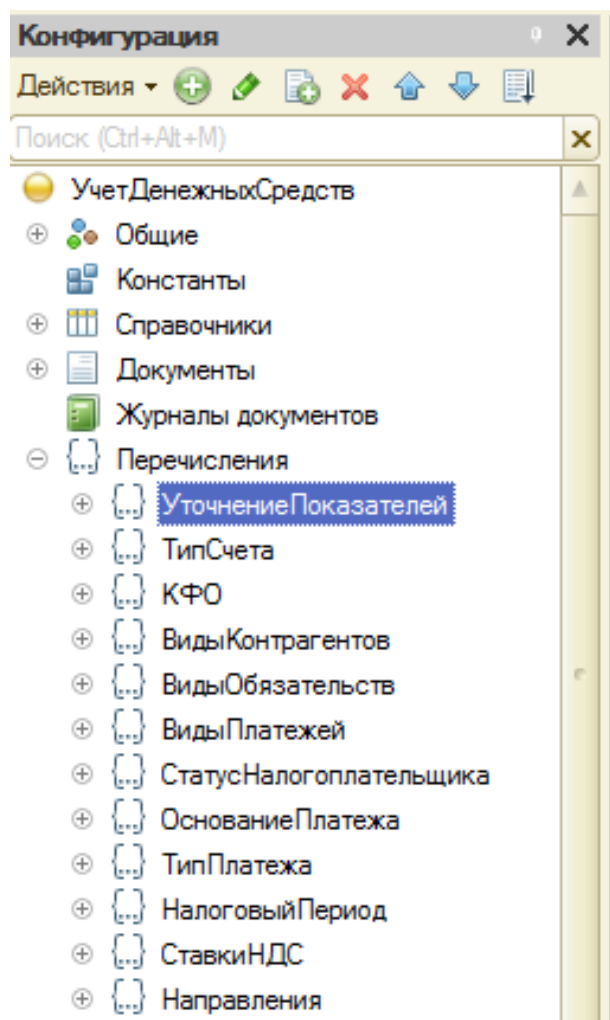 Конфигурация
Действия
Поиск (Ctrl+Alt+M)
УчетДенежныхСредств
Общие
Константы
Справочники
Документы
Журналы документов
Перечисления
УточнениеПоказателей
ТипСчета
КФО
ВидыКонтрагентов
ВидыОбязательств
ВидыПлатежей
СтатусНалогоплательщика
ОснованиеПлатежа
ТипПлатежа
НалоговыйПериод
СтавкиНДС
Направления